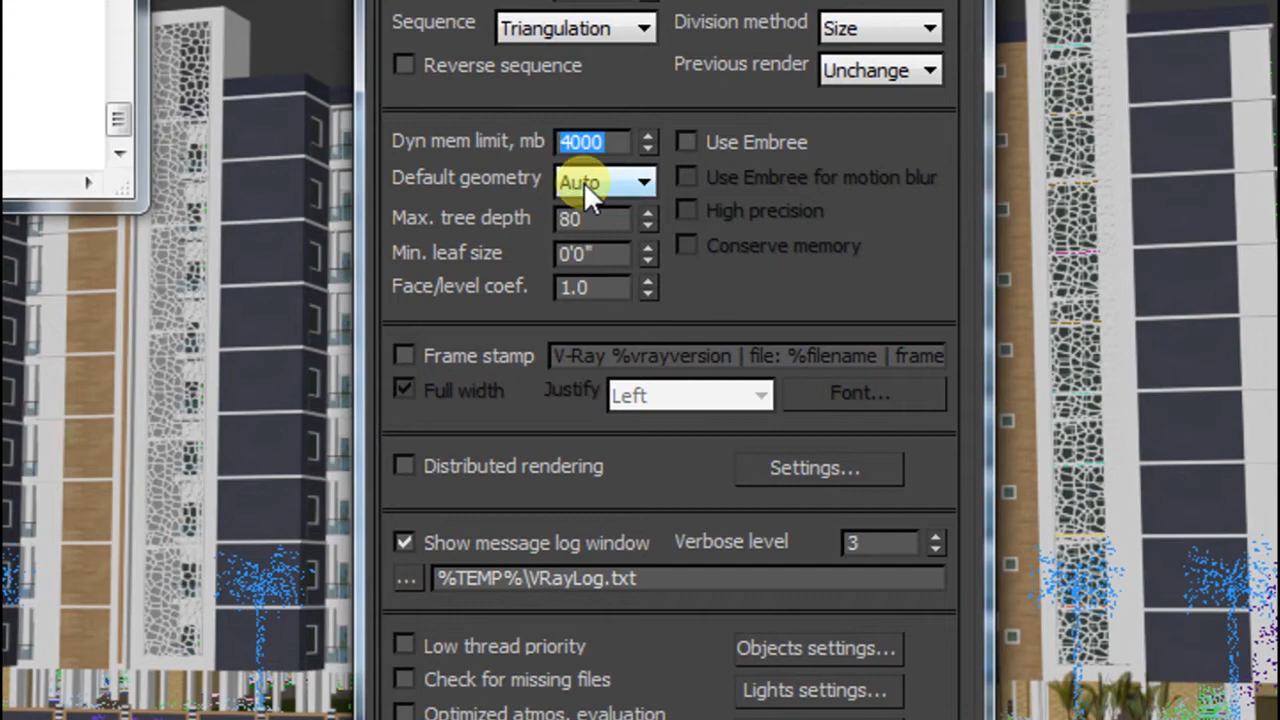 Sequence Triangulation Division method Size
Reverse sequence Previous render Unchange
Dyn mem limit, mb 4000 Use Embree
Default geometry Auto Use Embree for motion blur
Max. tree depth 80 High precision
Min. leaf size 0'0" Conserve memory
Face/level coef. 1.0
Frame stamp V-Ray %vrayversion | file: %filename | frame
Full width Justify Left Font...
Distributed rendering Settings...
Show message log window Verbose level 3
... %TEMP%\VRayLog.txt
Low thread priority Objects settings...
Check for missing files Lights settings...
Optimized atmos. evaluation